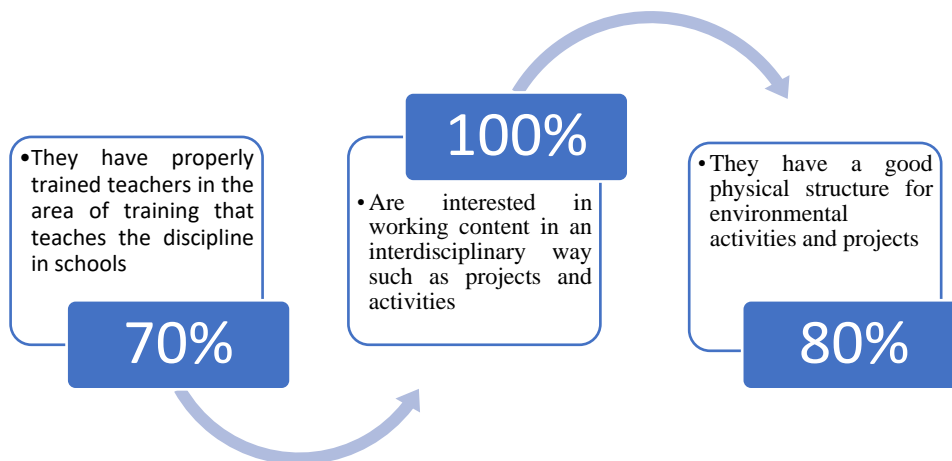 •They have properly
trained teachers in the
area of training that
teaches the discipline
in schools
70%
100%
• Are interested in
working content in an
interdisciplinary way
such as projects and
activities
• They have a good
physical structure for
environmental
activities and projects
80%